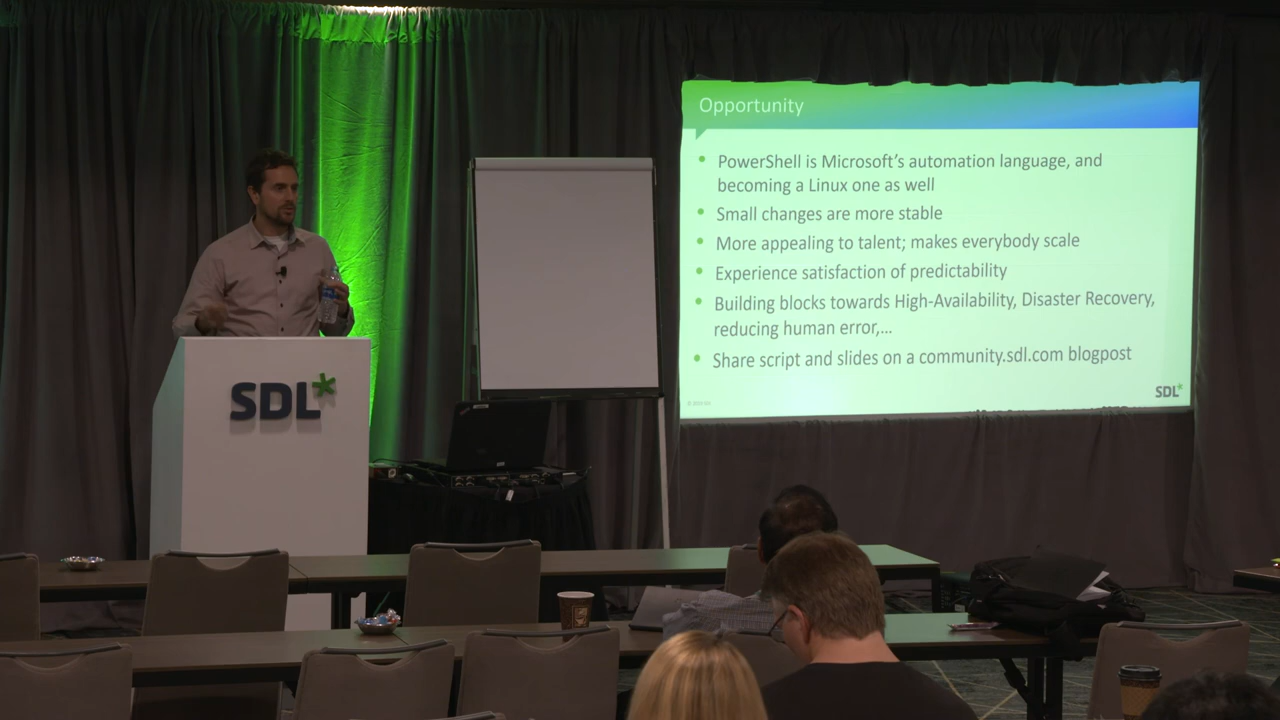 Opportunity
• PowerShell is Microsoft's automation language, and
becoming a Linux one as well
• Small changes are more stable
• More appealing to talent; makes everybody scale
• Experience satisfaction of predictability
• Building blocks towards High-Availability, Disaster Recovery,
reducing human error,...
• Share script and slides on a community.sdl.com blogpost
SDL*
SDL*